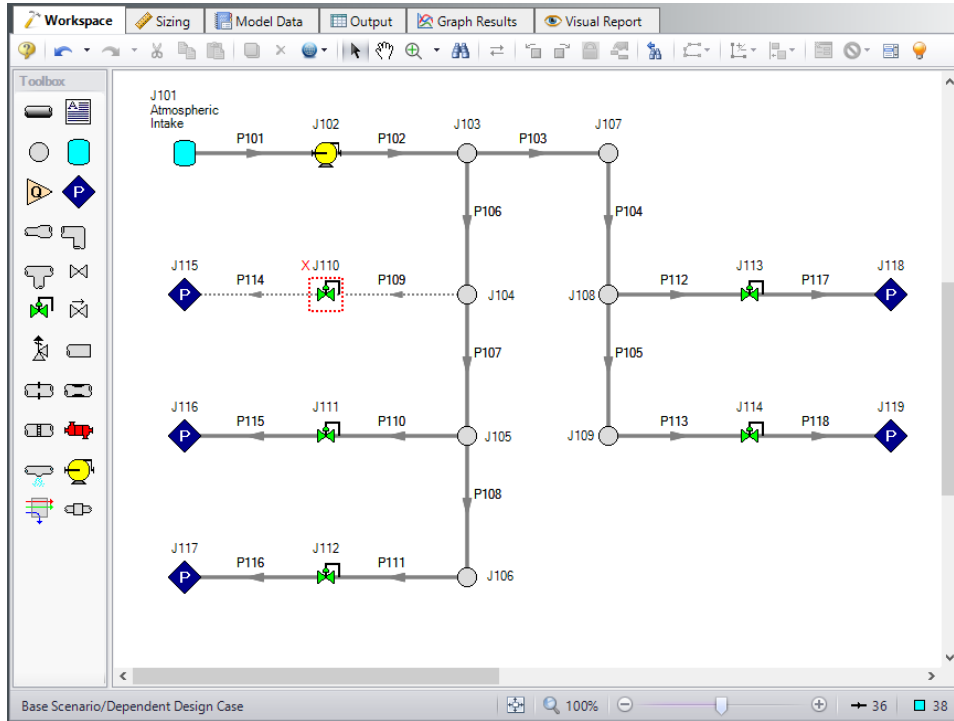 Workspace Sizing Model Data Output Graph Results Visual Report
Toolbox
A
Q P
J101
Atmospheric
Intake
J102 J103 J107
P101 P102 P103
P106 P104
J115 X J110 J113 J118
P114 P109 P112 P117
P J104 J108 P
P107 P105
J116 J111 J114 J119
P115 P110 P113 P118
P J105 J109 P
P108
J117 J112
P116 P111
P J106
Base Scenario/Dependent Design Case 100% 36 38